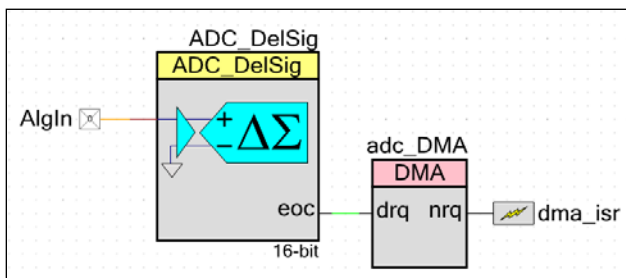 ADC_DelSig
ADC_DelSig
AlgIn
+
ΔΣ
−
adc_DMA
DMA
eoc
drq nrq
dma_isr
16-bit